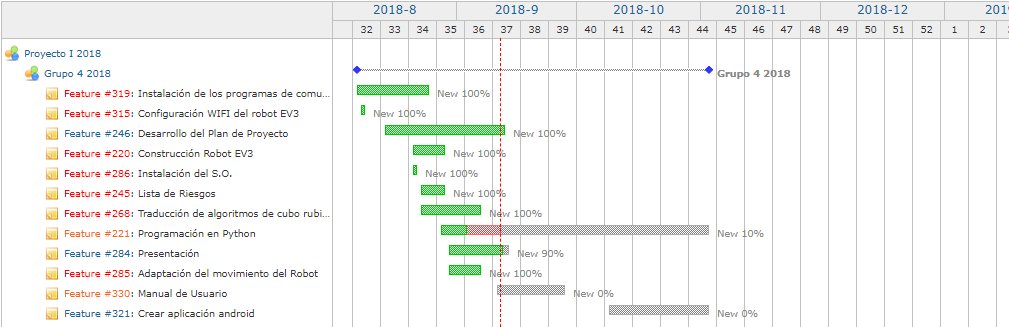 2018-8 2018-9 2018-10 2018-11 2018-12 2019
32 33 34 35 36 37 38 39 40 41 42 43 44 45 46 47 48 49 50 51 52 1 2 3
Proyecto I 2018
Grupo 4 2018 Grupo 4 2018
Feature #319: Instalación de los programas de comu... New 100%
Feature #315: Configuración WIFI del robot EV3 New 100%
Feature #246: Desarrollo del Plan de Proyecto New 100%
Feature #220: Construcción Robot EV3 New 100%
Feature #286: Instalación del S.O. New 100%
Feature #245: Lista de Riesgos New 100%
Feature #268: Traducción de algoritmos de cubo rubi... New 100%
Feature #221: Programación en Python New 10%
Feature #284: Presentación New 90%
Feature #285: Adaptación del movimiento del Robot New 100%
Feature #330: Manual de Usuario New 0%
Feature #321: Crear aplicación android New 0%